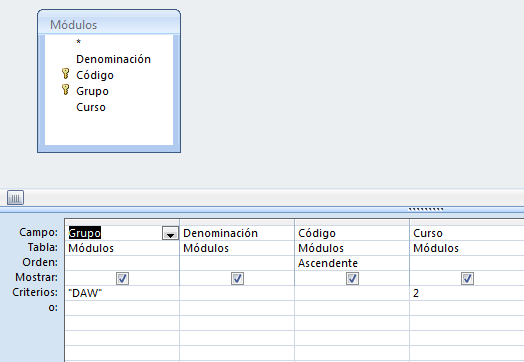 Módulos
*
Denominación
Código
Grupo
Curso
Campo: Grupo Denominación Código Curso
Tabla: Módulos Módulos Módulos Módulos
Orden: Ascendente
Mostrar:
Criterios: "DAW" 2
o: